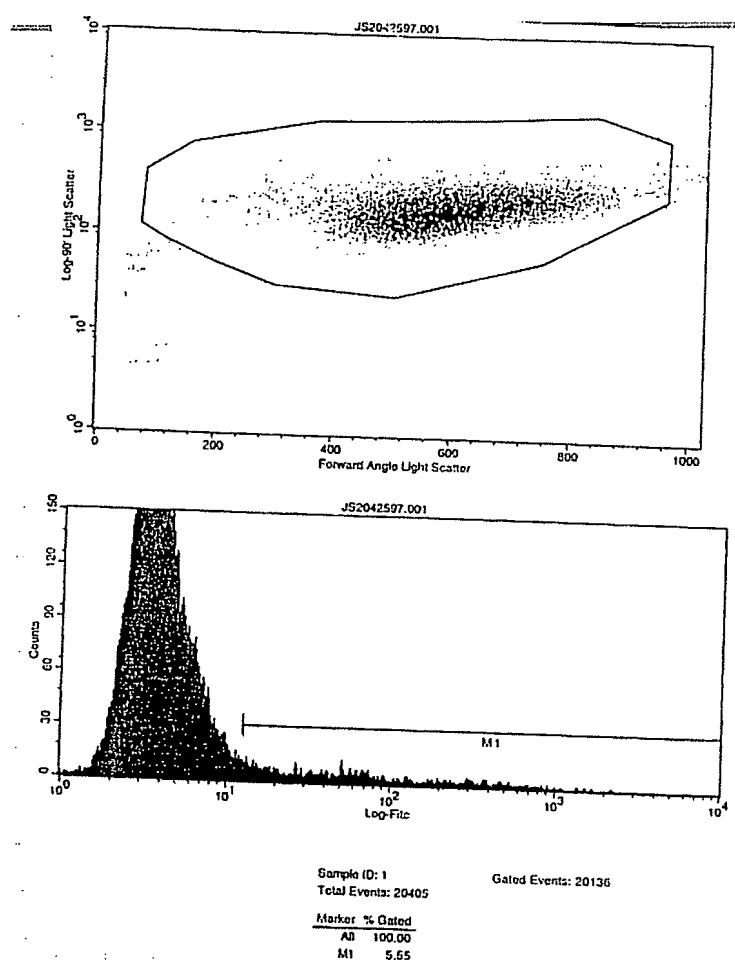 JS2042597.001
10^4
10^3
10^2
10^1
10^0
Log-90 Light Scatter
0 200 400 600 800 1000
Forward Angle Light Scatter
JS2042597.001
150
120
90
60
30
0
Counts
M1
10^0 10^1 10^2 10^3 10^4
Log-Fitc
Sample ID: 1 Gated Events: 20136
Total Events: 20405
Marker % Gated
All 100.00
M1 5.55